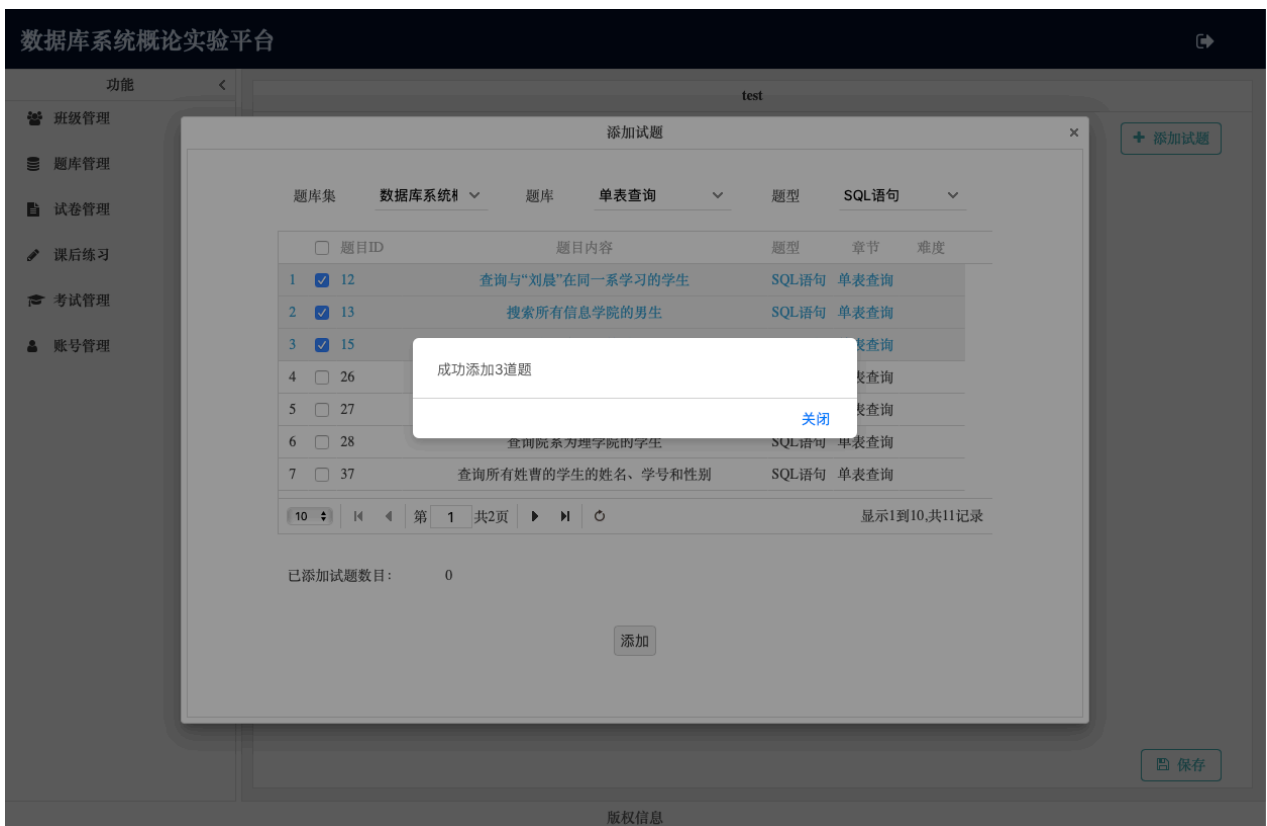 数据库系统概论实验平台
功能
test
班级管理
添加试题
添加试题
题库管理
题库集 数据库系统 题库 单表查询 题型 SQL语句
试卷管理
题目ID 题目内容 题型 章节 难度
课后练习
1 12 查询与“刘晨”在同一系学习的学生 SQL语句 单表查询
考试管理
2 13 搜索所有信息学院的男生 SQL语句 单表查询
账号管理
3 15 表查询
成功添加3道题
4 26 表查询
5 27 表查询
关闭
6 28 查询院系为理学院的学生 SQL语句 单表查询
7 37 查询所有姓曹的学生的姓名、学号和性别 SQL语句 单表查询
10 第 1 共2页 显示1到10,共11记录
已添加试题数目: 0
添加
保存
版权信息